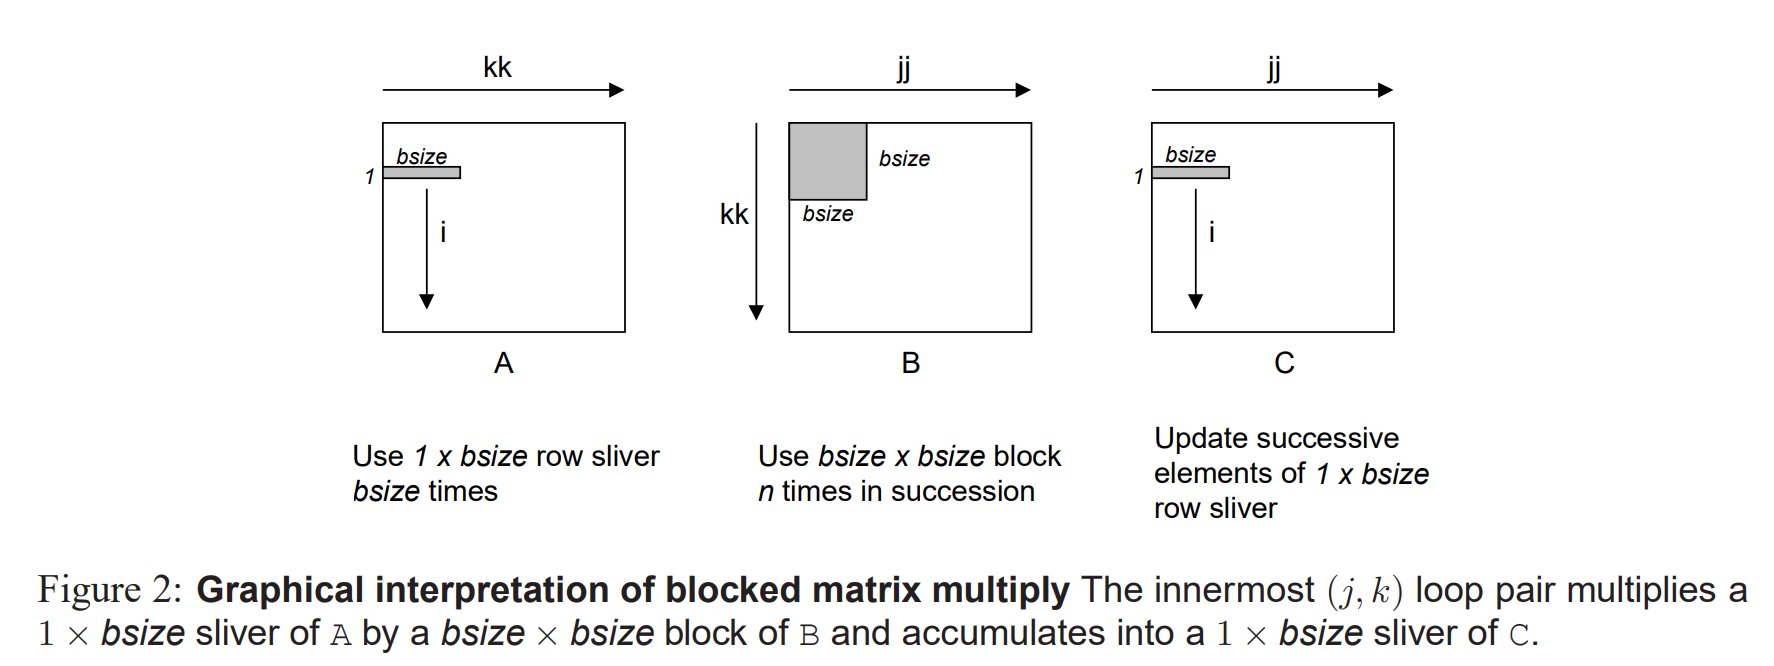 kk
jj
jj
bsize
1
i
A
kk
bsize
bsize
B
bsize
1
i
C
Use 1 x bsize row sliver
bsize times
Use bsize x bsize block
n times in succession
Update successive
elements of 1 x bsize
row sliver
Figure 2: Graphical interpretation of blocked matrix multiply The innermost (j, k) loop pair multiplies a
1 × bsize sliver of A by a bsize × bsize block of B and accumulates into a 1 × bsize sliver of C.